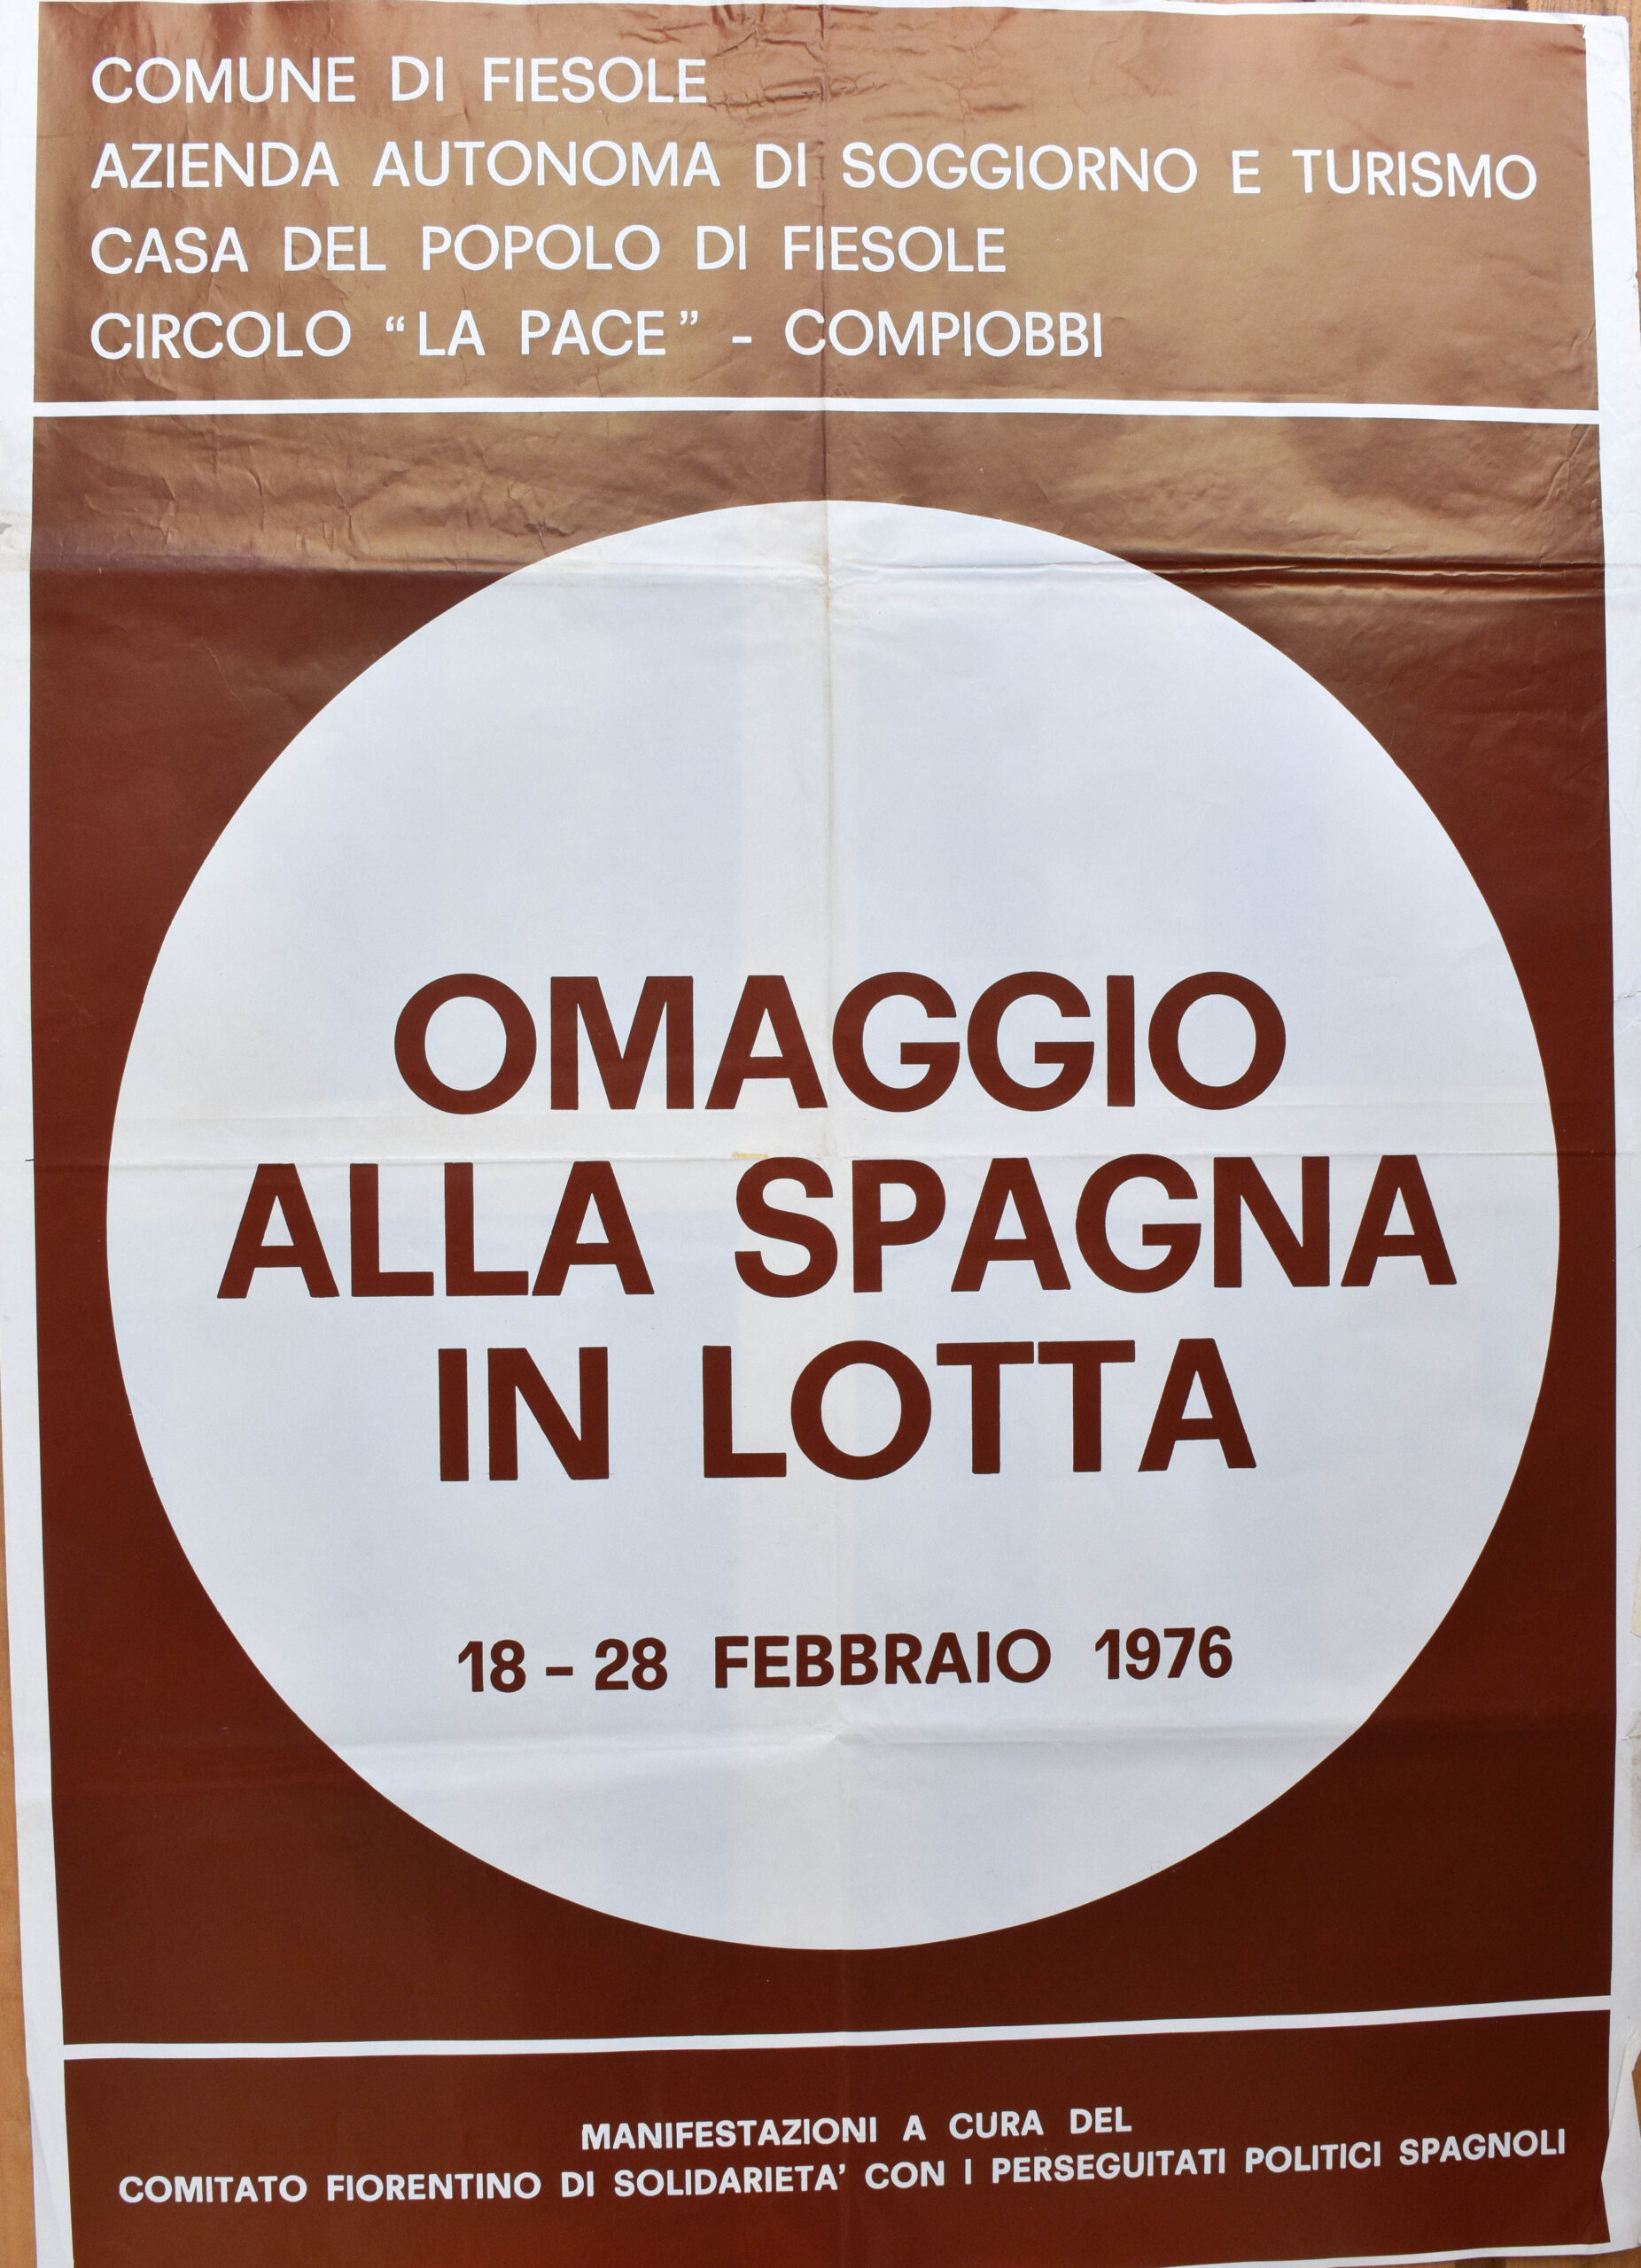 COMUNE DI FIESOLE
AZIENDA AUTONOMA DI SOGGIORNO E TURISMO
CASA DEL POPOLO DI FIESOLE
CIRCOLO “LA PACE” - COMPIOBBI
OMAGGIO
ALLA SPAGNA
IN LOTTA
18 - 28 FEBBRAIO 1976
MANIFESTAZIONI A CURA DEL
COMITATO FIORENTINO DI SOLIDARIETA’ CON I PERSEGUITATI POLITICI SPAGNOLI